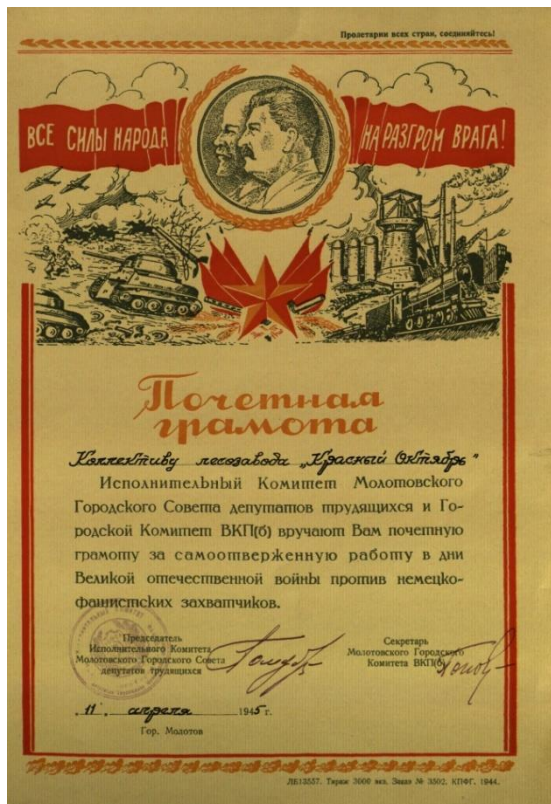 Пролетарии всех стран, соединяйтесь!
ВСЕ СИЛЫ НАРОДА НА РАЗГРОМ ВРАГА!
Почетная
грамота
Коллективу лесозавода „Красный Октябрь"
Исполнительный Комитет Молотовского
Городского Совета депутатов трудящихся и Го-
родской Комитет ВКП(б) вручают Вам почетную
грамоту за самоотверженную работу в дни
Великой отечественной войны против немецко-
фашистских захватчиков.
Председатель
Исполнительного Комитета
Молотовского Городского Совета
депутатов трудящихся
Секретарь
Молотовского Городского
Комитета ВКП(б)
„11" апреля 1945 г.
Гор. Молотов
ЛБ13557. Тираж 3000 экз. Заказ № 3502. КПФГ. 1944.